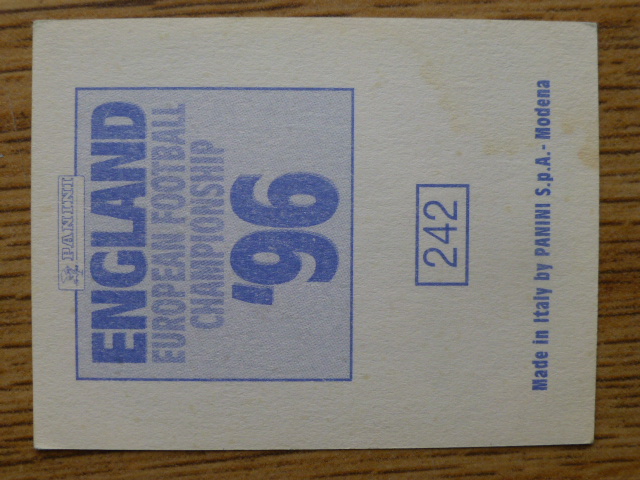 PANINI
ENGLAND
EUROPEAN FOOTBALL
CHAMPIONSHIP
'96
242
Made in Italy by PANINI S.p.A.- Modena